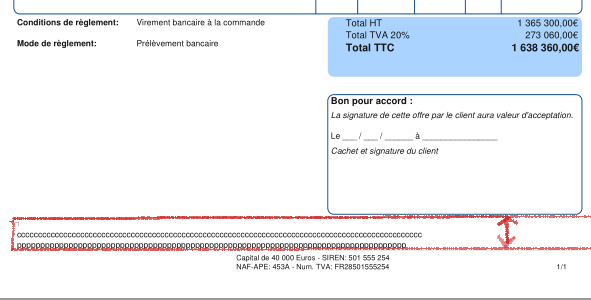 Conditions de règlement: Virement bancaire à la commande
Mode de règlement: Prélèvement bancaire
Total HT 1 365 300,00€
Total TVA 20% 273 060,00€
Total TTC 1 638 360,00€
Bon pour accord :
La signature de cette offre par le client aura valeur d'acceptation.
Le ___ / ___ / ______ à ________________
Cachet et signature du client
Capital de 40 000 Euros - SIREN: 501 555 254
NAF-APE: 453A - Num. TVA: FR28501555254
1/1